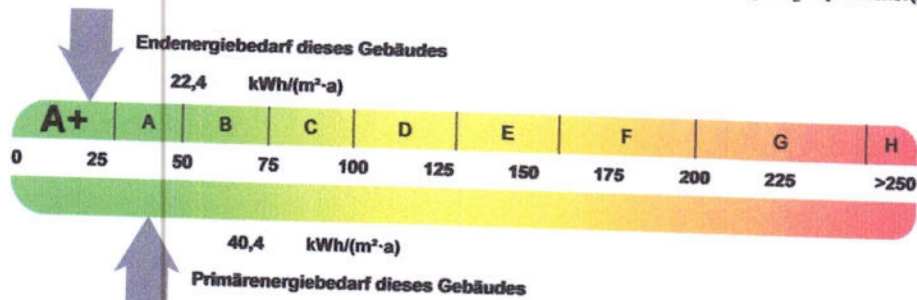 Endenergiebedarf dieses Gebäudes
22,4 kWh/(m²·a)
A+ A B C D E F G H
0 25 50 75 100 125 150 175 200 225 >250
40,4 kWh/(m²·a)
Primärenergiebedarf dieses Gebäudes